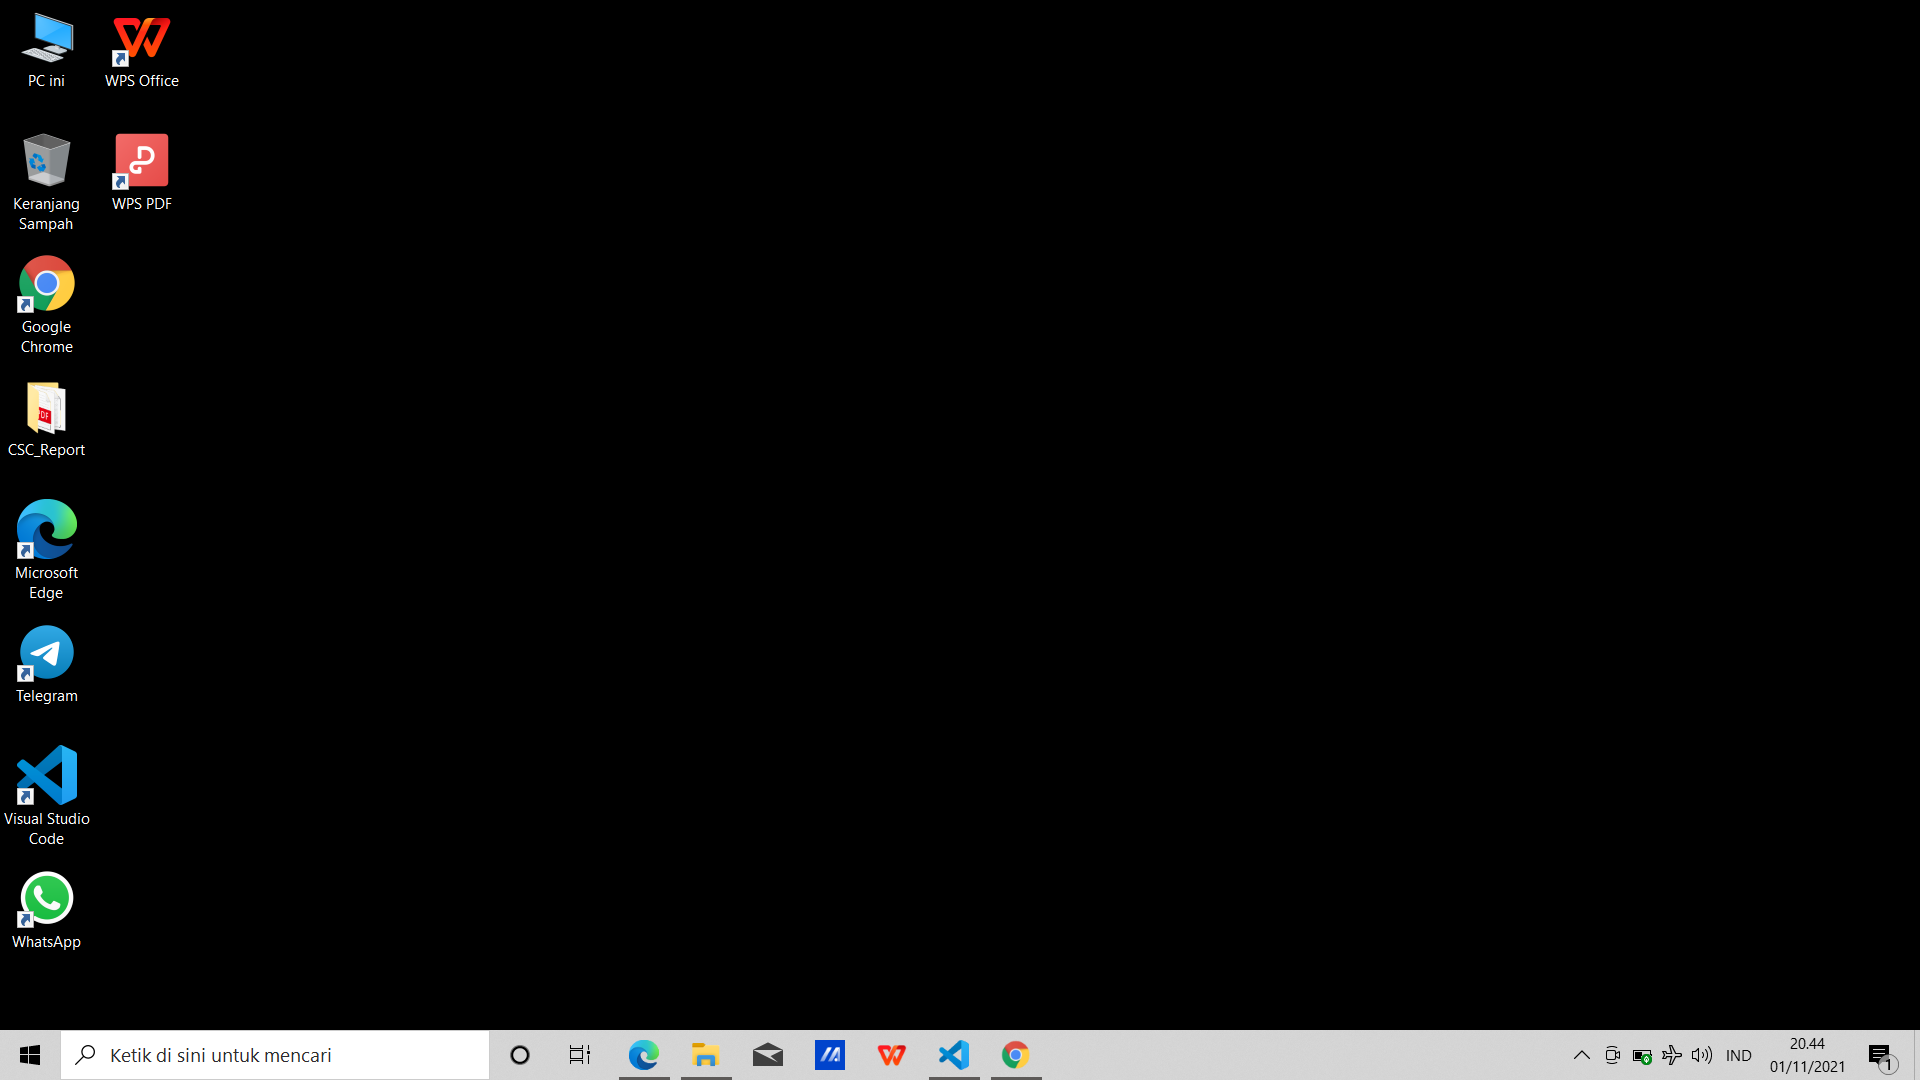 PC ini
WPS Office
Keranjang
Sampah
WPS PDF
Google
Chrome
PDF
CSC_Report
Microsoft
Edge
Telegram
Visual Studio
Code
WhatsApp
Ketik di sini untuk mencari
IND
20.44
01/11/2021
1